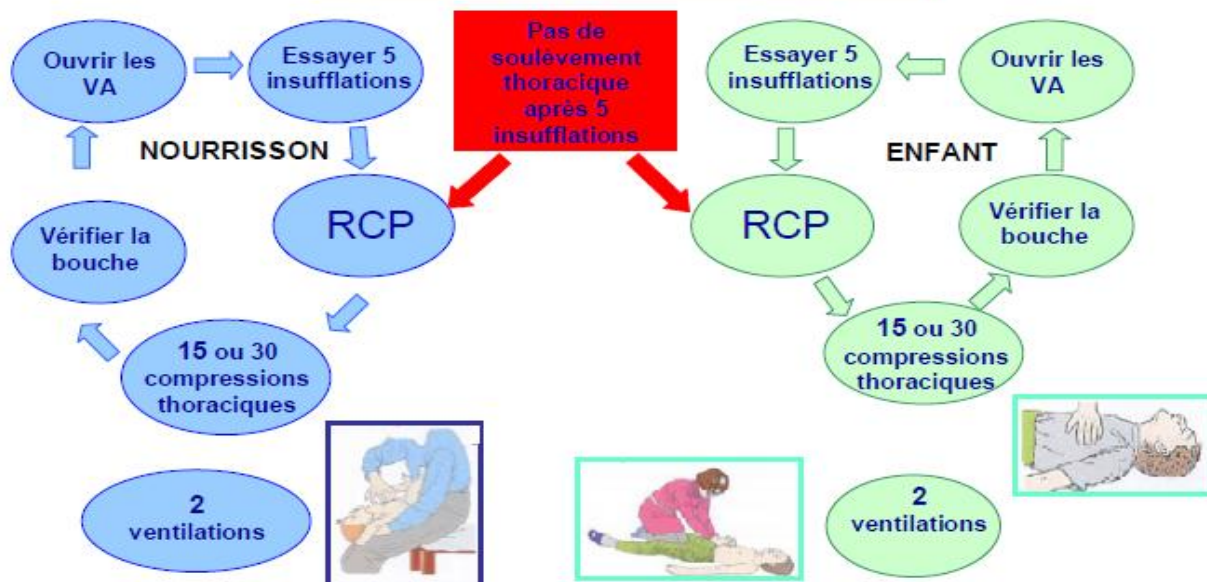 Ouvrir les
VA
Essayer 5
insufflations
Pas de
soulèvement
thoracique
après 5
insufflations
Essayer 5
insufflations
Ouvrir les
VA
NOURRISSON
ENFANT
RCP
RCP
Vérifier la
bouche
Vérifier la
bouche
15 ou 30
compressions
thoraciques
15 ou 30
compressions
thoraciques
2
ventilations
2
ventilations